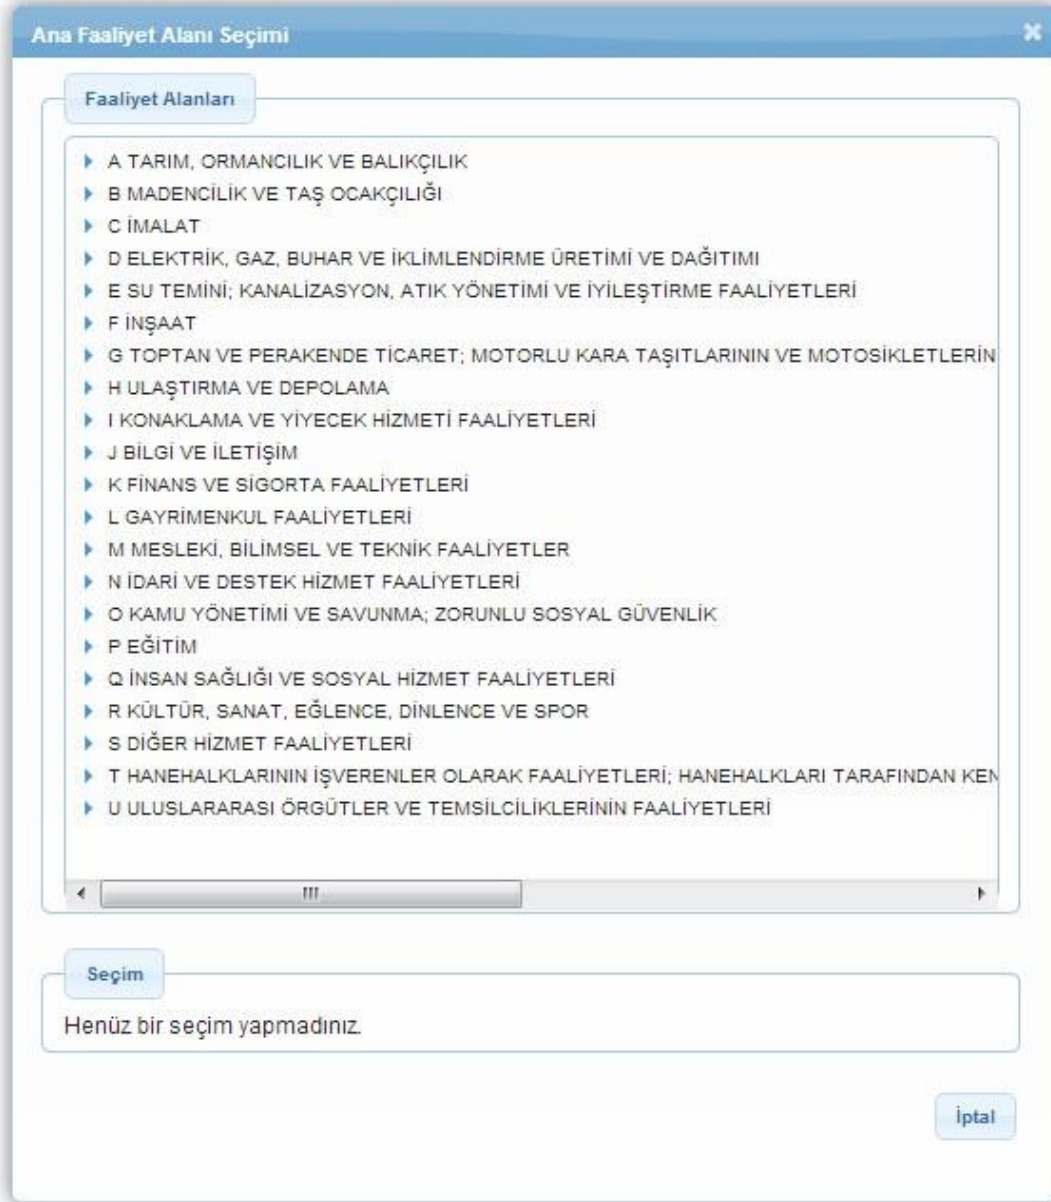 Ana Faaliyet Alanı Seçimi
Faaliyet Alanları
A TARIM, ORMANCILIK VE BALIKÇILIK
B MADENCİLİK VE TAŞ OCAKÇILIĞI
C İMALAT
D ELEKTRİK, GAZ, BUHAR VE İKLİMLENDİRME ÜRETİMİ VE DAĞITIMI
E SU TEMİNİ; KANALİZASYON, ATIK YÖNETİMİ VE İYİLEŞTİRME FAALİYETLERİ
F İNŞAAT
G TOPTAN VE PERAKENDE TİCARET; MOTORLU KARA TAŞITLARININ VE MOTOSİKLETLERİN
H ULAŞTIRMA VE DEPOLAMA
I KONAKLAMA VE YİYECEK HİZMETİ FAALİYETLERİ
J BİLGİ VE İLETİŞİM
K FİNANS VE SİGORTA FAALİYETLERİ
L GAYRİMENKUL FAALİYETLERİ
M MESLEKİ, BİLİMSEL VE TEKNİK FAALİYETLER
N İDARİ VE DESTEK HİZMET FAALİYETLERİ
O KAMU YÖNETİMİ VE SAVUNMA; ZORUNLU SOSYAL GÜVENLİK
P EĞİTİM
Q İNSAN SAĞLIĞI VE SOSYAL HİZMET FAALİYETLERİ
R KÜLTÜR, SANAT, EĞLENCE, DİNLENCE VE SPOR
S DİĞER HİZMET FAALİYETLERİ
T HANEHALKLARININ İŞVERENLER OLARAK FAALİYETLERİ; HANEHALKLARI TARAFINDAN KEN
U ULUSLARARASI ÖRGÜTLER VE TEMSİLCİLİKLERİNİN FAALİYETLERİ
Seçim
Henüz bir seçim yapmadınız.
İptal